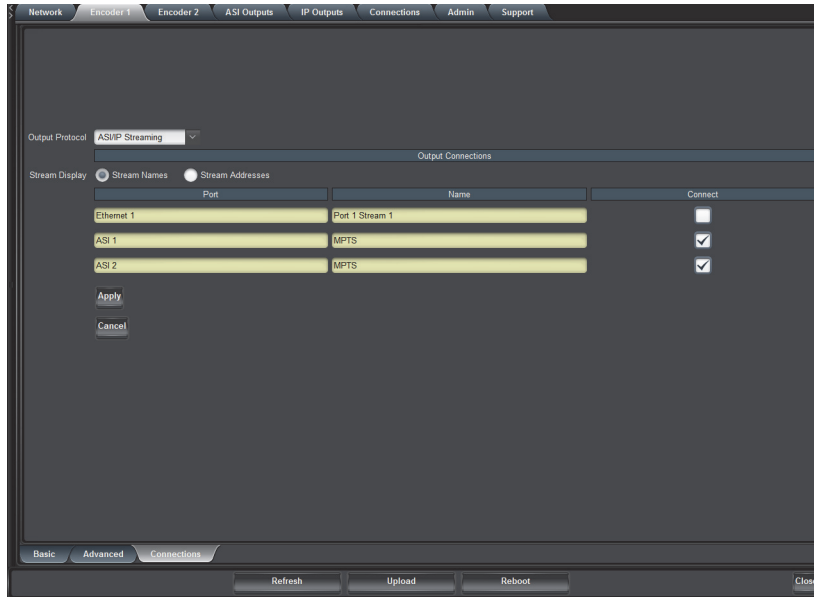 Network Encoder 1 Encoder 2 ASI Outputs IP Outputs Connections Admin Support
Output Protocol ASI/IP Streaming
Output Connections
Stream Display Stream Names Stream Addresses
Port Name Connect
Ethernet 1 Port 1 Stream 1
ASI 1 MPTS
ASI 2 MPTS
Apply
Cancel
Basic Advanced Connections
Refresh Upload Reboot Close